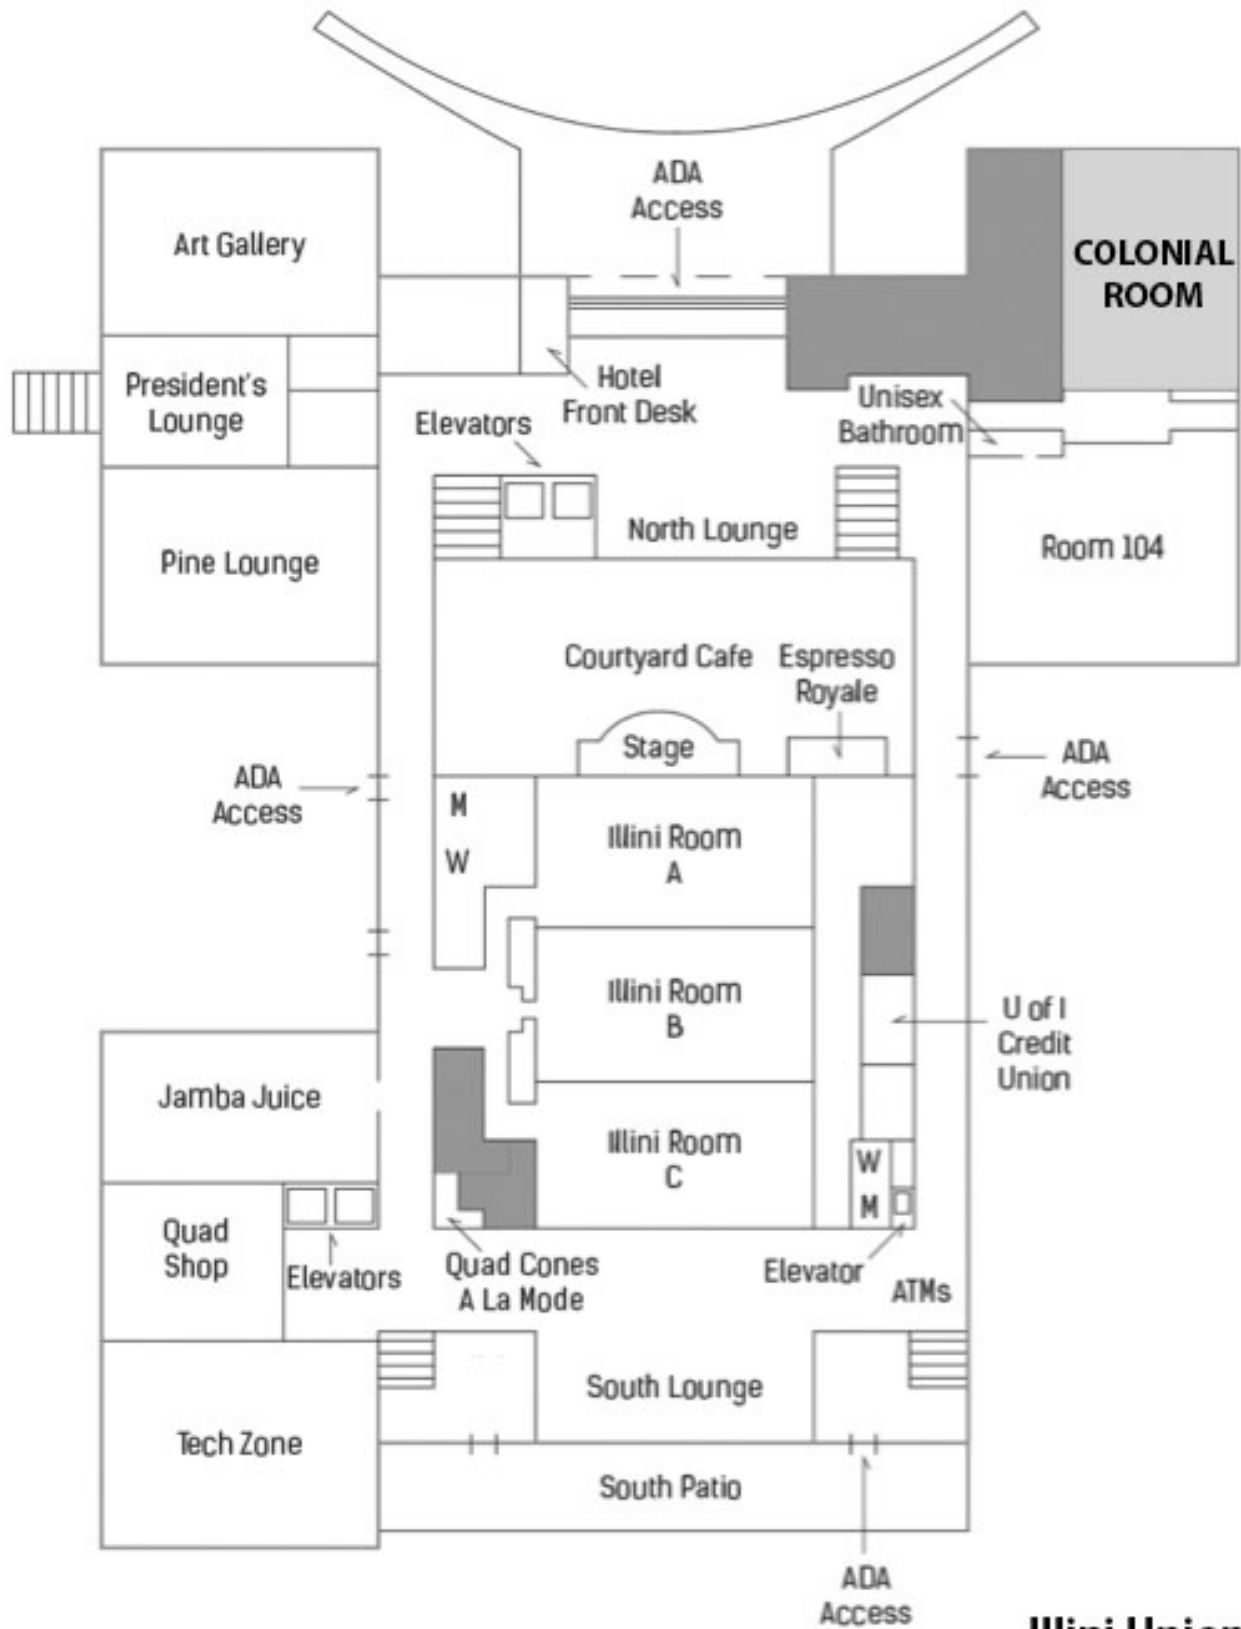 ADA
Access
Art Gallery
COLONIAL
ROOM
President's
Lounge
Hotel
Front Desk
Elevators
Unisex
Bathroom
North Lounge
Room 104
Pine Lounge
Courtyard Cafe
Espresso
Royale
Stage
ADA
Access
ADA
Access
M
W
Illini Room
A
Illini Room
B
U of I
Credit
Union
Jamba Juice
Illini Room
C
W
M
Quad
Shop
Elevators
Quad Cones
A La Mode
Elevator
ATMs
South Lounge
Tech Zone
South Patio
ADA
Access
Illini Union